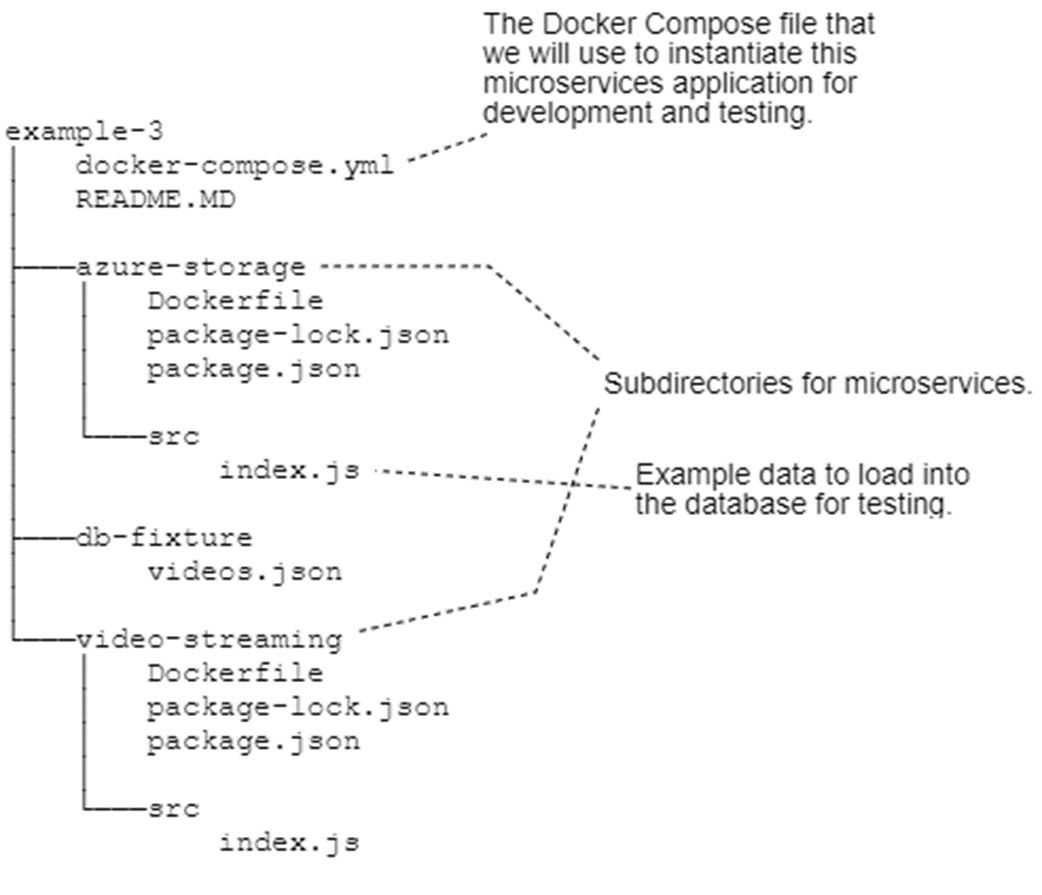 The Docker Compose file that
we will use to instantiate this
microservices application for
development and testing.
example-3
docker-compose.yml
README.MD
azure-storage
Dockerfile
package-lock.json
package.json
Subdirectories for microservices.
src
index.js
Example data to load into
the database for testing.
db-fixture
videos.json
video-streaming
Dockerfile
package-lock.json
package.json
src
index.js